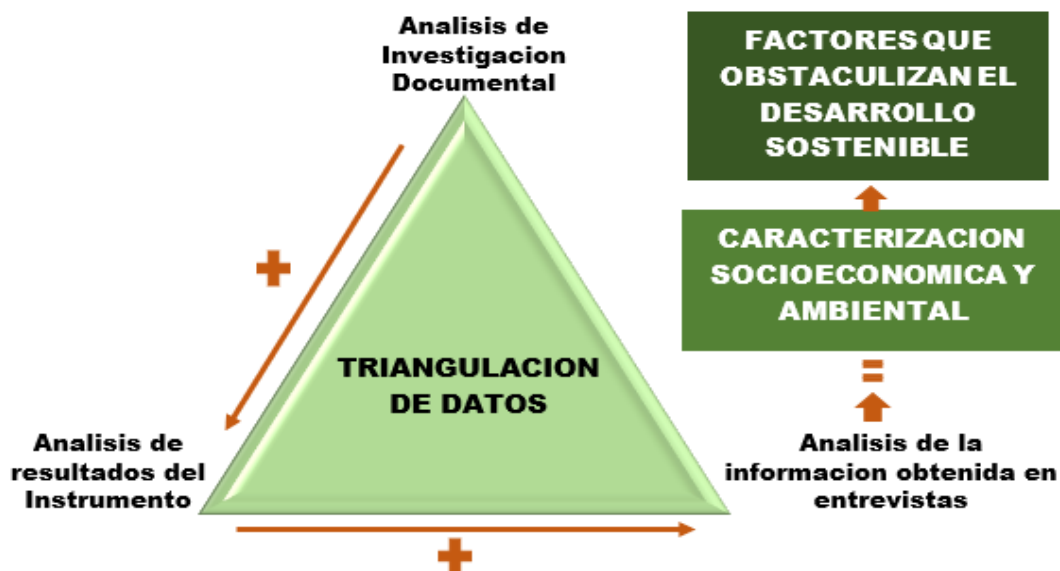 Analisis de
Investigacion
Documental
FACTORES QUE
OBSTACULIZAN EL
DESARROLLO
SOSTENIBLE
CARACTERIZACION
SOCIOECONOMICA Y
AMBIENTAL
TRIANGULACION
DE DATOS
Analisis de
resultados del
Instrumento
Analisis de la
informacion obtenida en
entrevistas